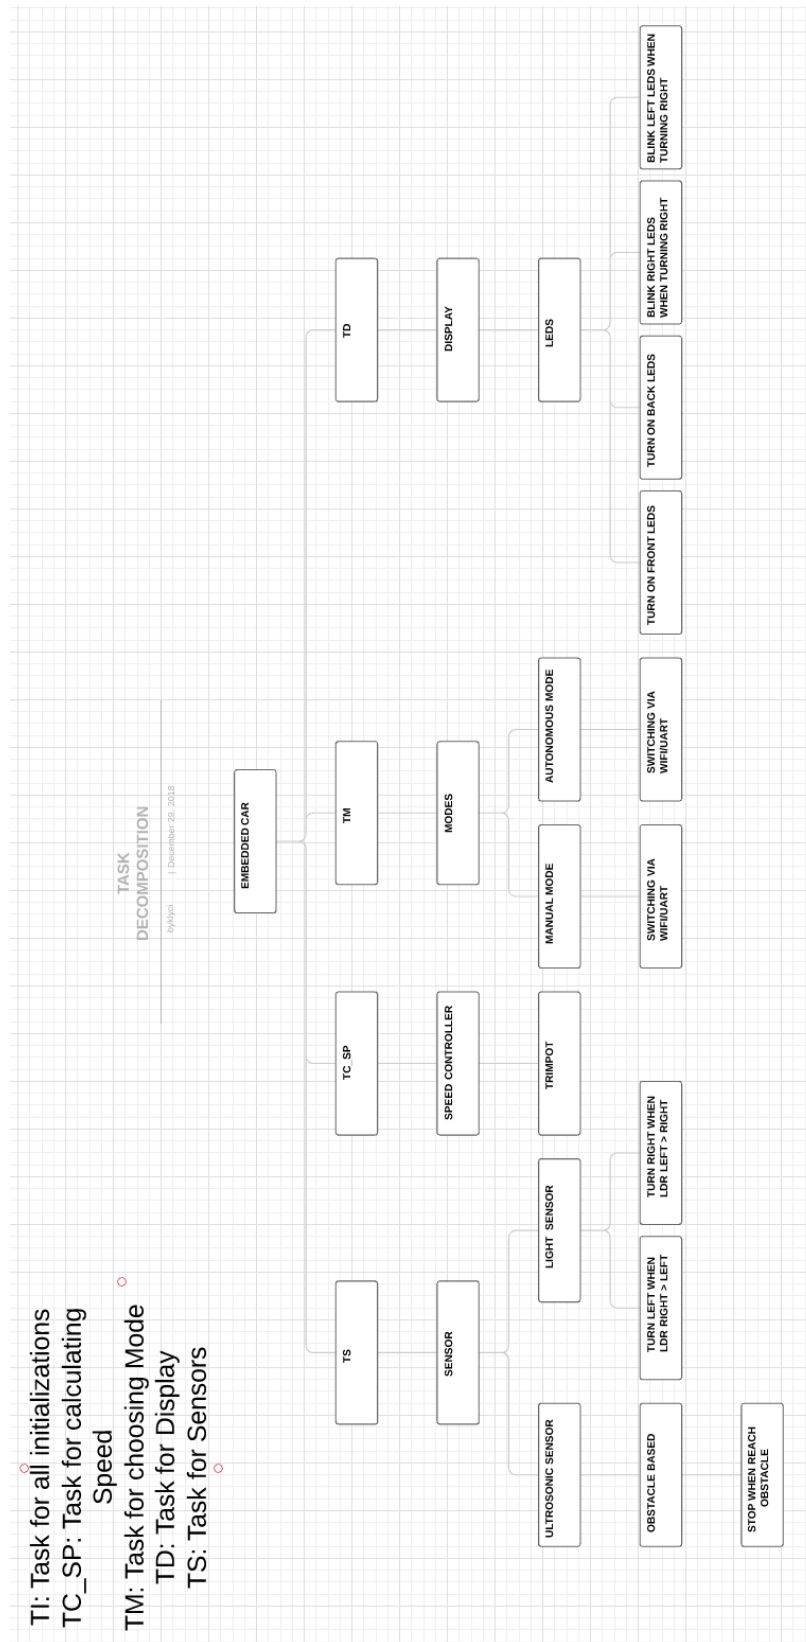 TI: Task for all initializations
TC_SP: Task for calculating
Speed
TM: Task for choosing Mode
TD: Task for Display
TS: Task for Sensors
TASK
DECOMPOSITION
bykiyoi | December 29, 2018
EMBEDDED CAR
TS
TC_SP
TM
TD
SENSOR
SPEED CONTROLLER
MODES
DISPLAY
ULTROSONIC SENSOR
LIGHT SENSOR
TRIMPOT
MANUAL MODE
AUTONOMOUS MODE
LEDS
OBSTACLE BASED
TURN LEFT WHEN
LDR RIGHT > LEFT
TURN RIGHT WHEN
LDR LEFT > RIGHT
SWITCHING VIA
WIFI/UART
SWITCHING VIA
WIFI/UART
TURN ON FRONT LEDS
TURN ON BACK LEDS
BLINK RIGHT LEDS
WHEN TURNING RIGHT
BLINK LEFT LEDS WHEN
TURNING RIGHT
STOP WHEN REACH
OBSTACLE